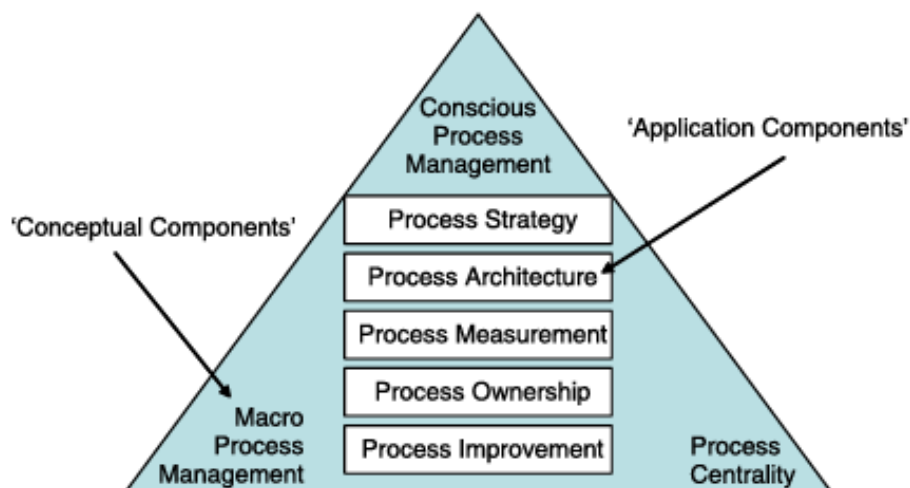 Conscious
Process
Management
'Application Components'
Process Strategy
'Conceptual Components'
Process Architecture
Process Measurement
Process Ownership
Macro
Process
Management
Process Improvement
Process
Centrality